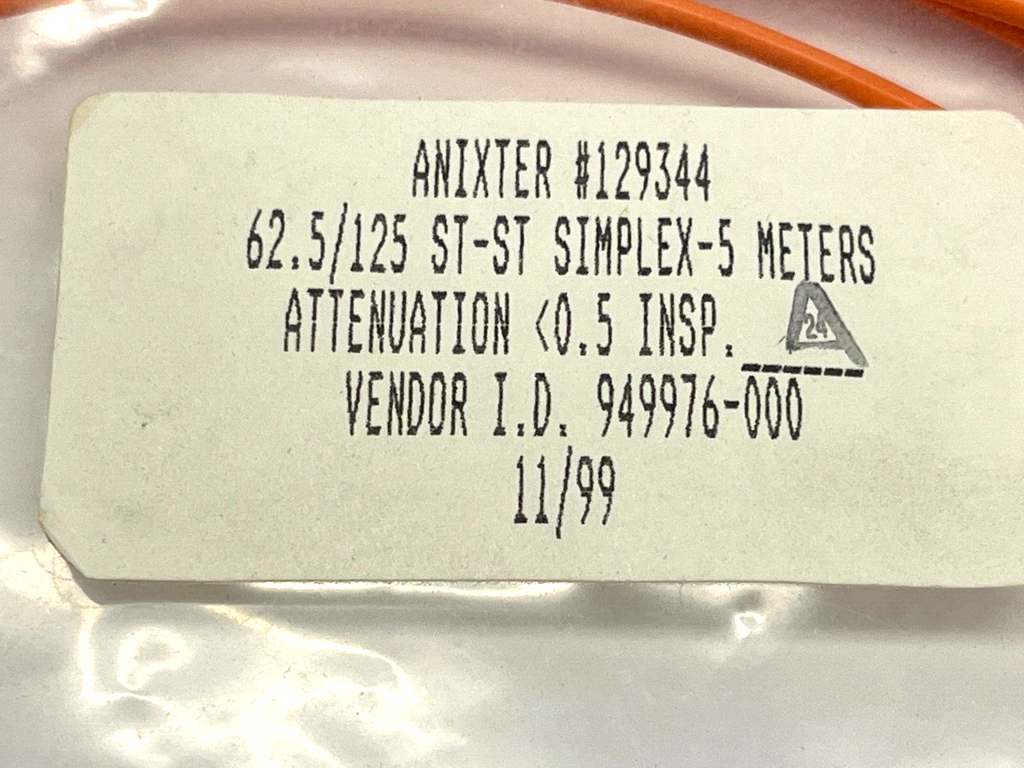 ANIXTER #129344
62.5/125 ST-ST SIMPLEX-5 METERS
ATTENUATION <0.5 INSP. 24
VENDOR I.D. 949976-000
11/99